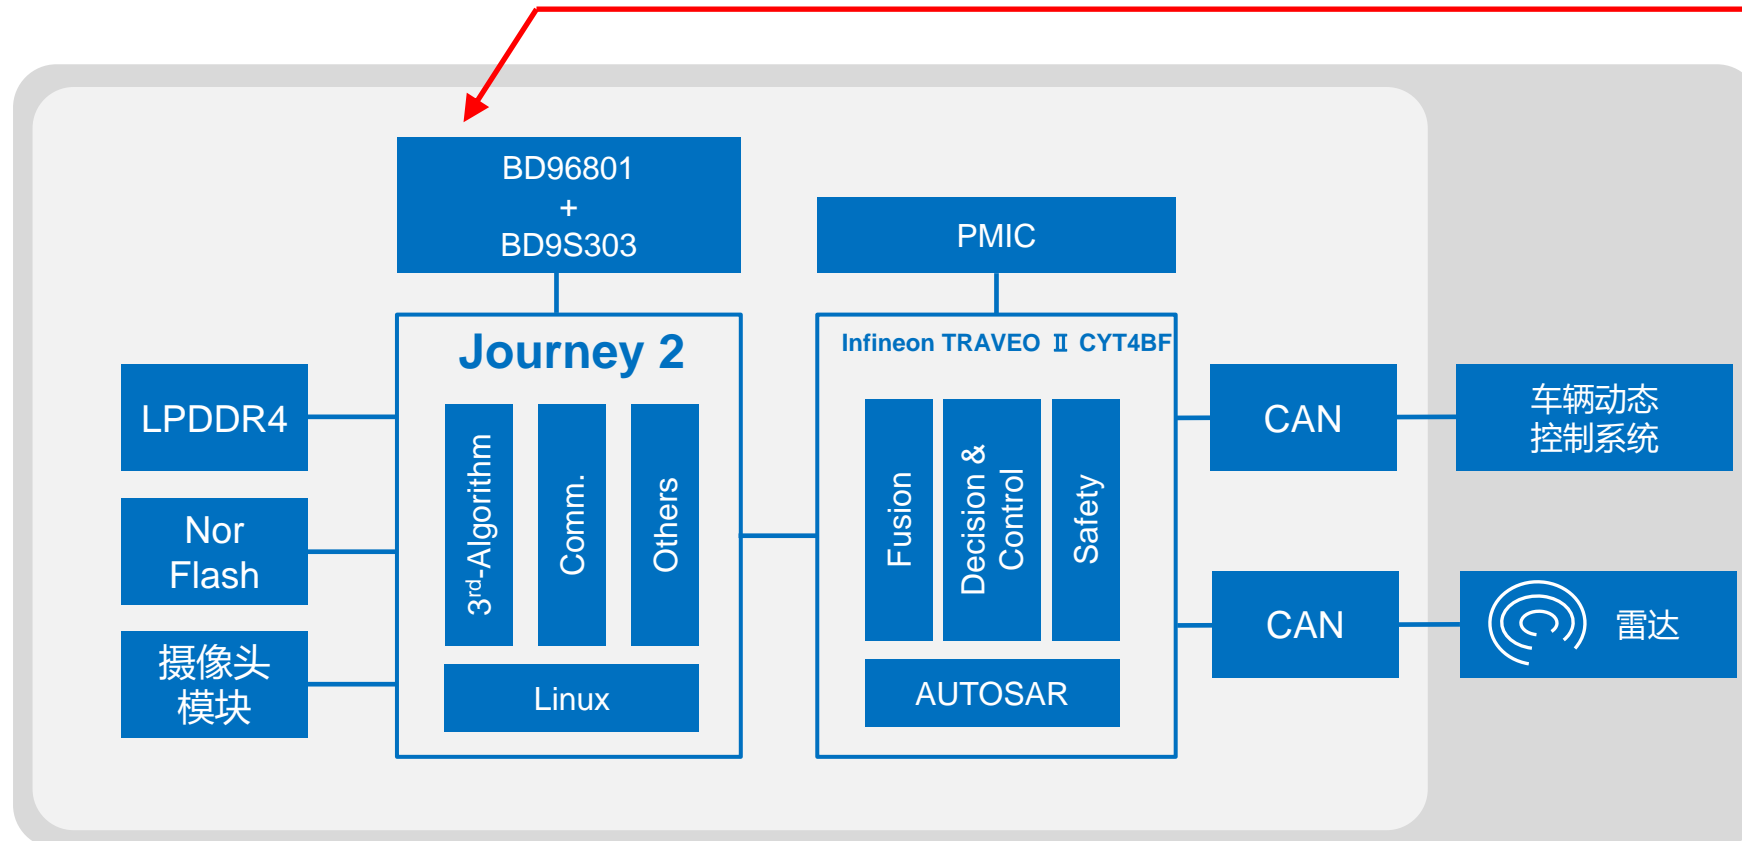 BD96801
+
BD9S303
PMIC
Journey 2
Infineon TRAVEO Ⅱ CYT4BF
LPDDR4
Nor
Flash
摄像头
模块
3rd-Algorithm
Comm.
Others
Linux
Fusion
Decision &
Control
Safety
AUTOSAR
CAN
车辆动态
控制系统
CAN
雷达